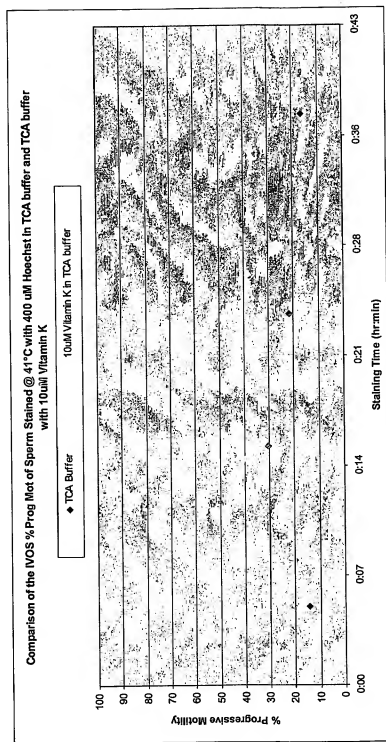 Comparison of the IVOS % Prog Mot of Sperm Stained @ 41°C with 400 uM Hoechst in TCA buffer and TCA buffer
with 10uM Vitamin K
◆ TCA Buffer 10uM Vitamin K in TCA buffer
% Progressive Motility
100
90
80
70
60
50
40
30
20
10
0
0:00 0:07 0:14 0:21 0:28 0:36 0:43
Staining Time (hr:min)